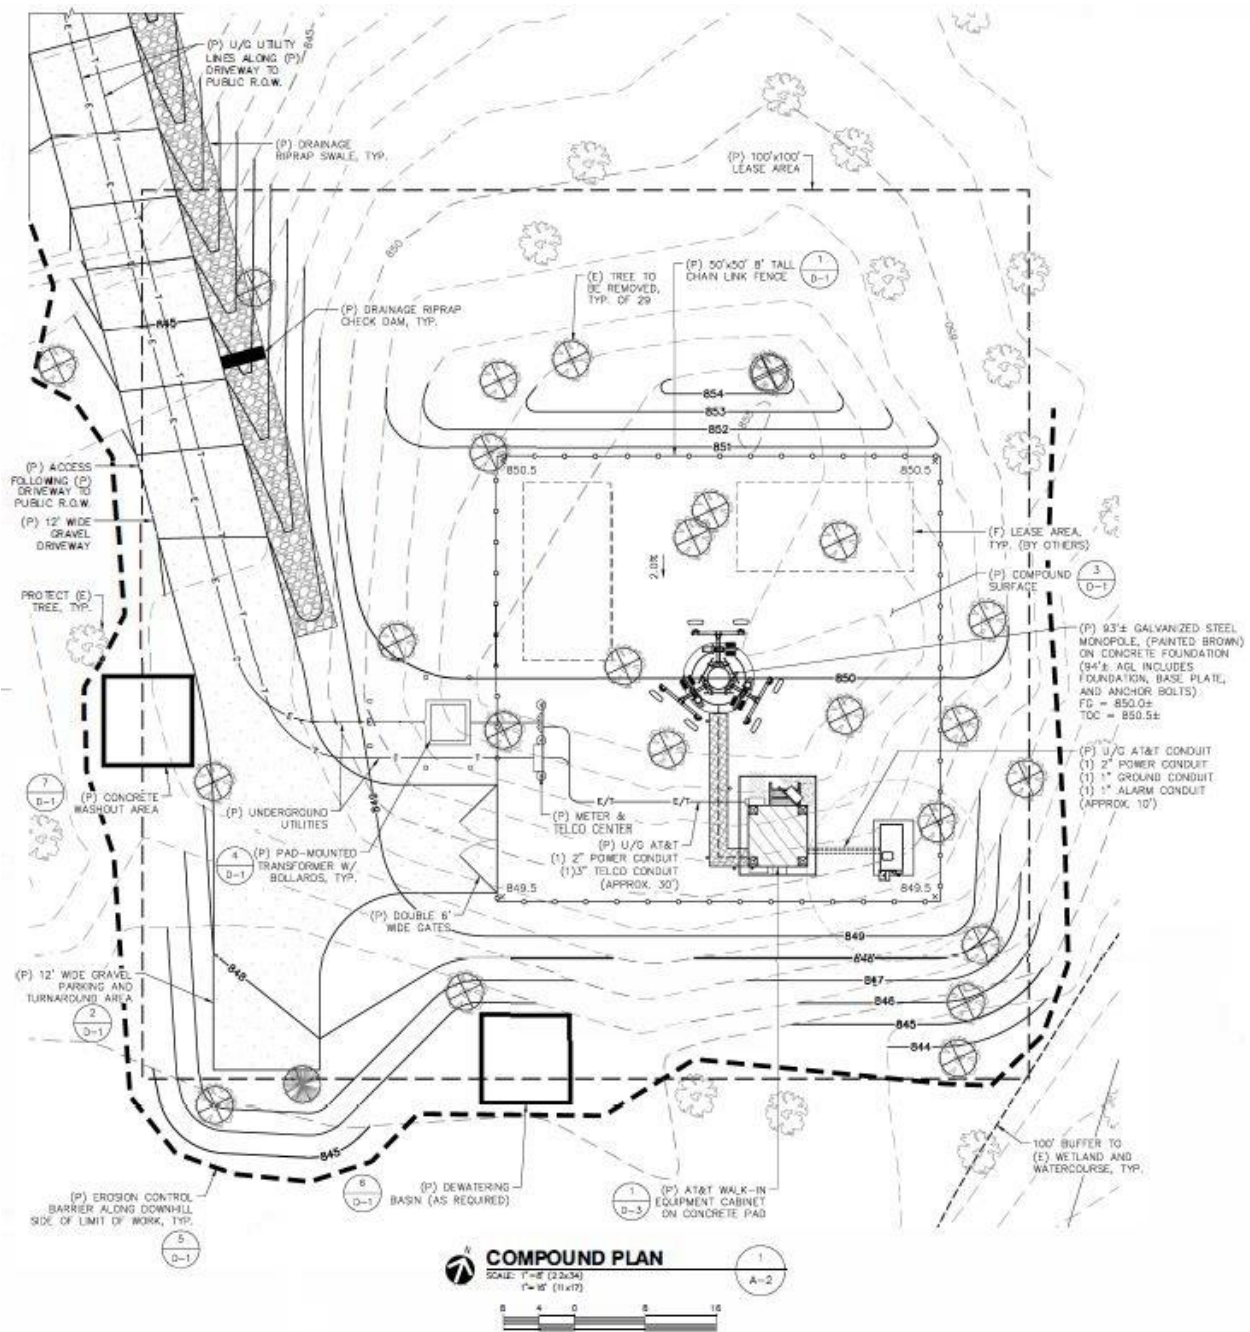 (P) U/G UTILITY
LINES ALONG (P)
DRIVEWAY TO
PUBLIC R.O.W.
845
(P) DRAINAGE
RIPRAP SWALE, TYP.
(P) 100'x100'
LEASE AREA
850
(P) 50'x50' 8' TALL
CHAIN LINK FENCE
1
D-1
(E) TREE TO
BE REMOVED,
TYP. OF 29
(P) DRAINAGE RIPRAP
CHECK DAM, TYP.
845
850
854
853
852
851
855
850.5
850.5
(P) ACCESS
FOLLOWING (P)
DRIVEWAY TO
PUBLIC R.O.W.
(P) 12' WIDE
GRAVEL
DRIVEWAY
(F) LEASE AREA,
TYP. (BY OTHERS)
2.0%
(P) COMPOUND
SURFACE
3
D-1
PROTECT (E)
TREE, TYP.
(P) 93'± GALVANIZED STEEL
MONOPOLE, (PAINTED BROWN)
ON CONCRETE FOUNDATION
(94'± AGL INCLUDES
FOUNDATION, BASE PLATE,
AND ANCHOR BOLTS)
FG = 850.0±
TOC = 850.5±
850
E
T
E
T
(P) U/G AT&T CONDUIT
(1) 2" POWER CONDUIT
(1) 1" GROUND CONDUIT
(1) 1" ALARM CONDUIT
(APPROX. 10')
7
D-1
(P) CONCRETE
WASHOUT AREA
(P) UNDERGROUND
UTILITIES
849
E/T
E/T
(P) METER &
TELCO CENTER
(P) U/G AT&T
(1) 2" POWER CONDUIT
(1)3" TELCO CONDUIT
(APPROX. 30')
4
D-1
(P) PAD-MOUNTED
TRANSFORMER W/
BOLLARDS, TYP.
849.5
849.5
(P) DOUBLE 6'
WIDE GATES
849
848
847
846
845
844
848
(P) 12' WIDE GRAVEL
PARKING AND
TURNAROUND AREA
2
D-1
845
100' BUFFER TO
(E) WETLAND AND
WATERCOURSE, TYP.
(P) EROSION CONTROL
BARRIER ALONG DOWNHILL
SIDE OF LIMIT OF WORK, TYP.
5
D-1
6
D-1
(P) DEWATERING
BASIN (AS REQUIRED)
1
D-3
(P) AT&T WALK-IN
EQUIPMENT CABINET
ON CONCRETE PAD
N
COMPOUND PLAN
SCALE: 1"=8' (22x34)
1"=16' (11x17)
1
A-2
8 4 0 8 16